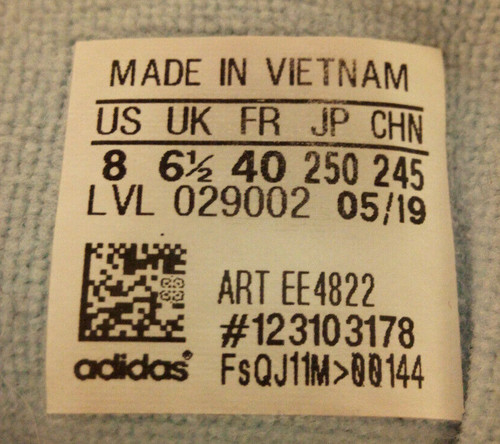 MADE IN VIETNAM
US UK FR JP CHN
8 6½ 40 250 245
LVL 029002 05/19
ART EE4822
#123103178
adidas® FsQJ11M>00144